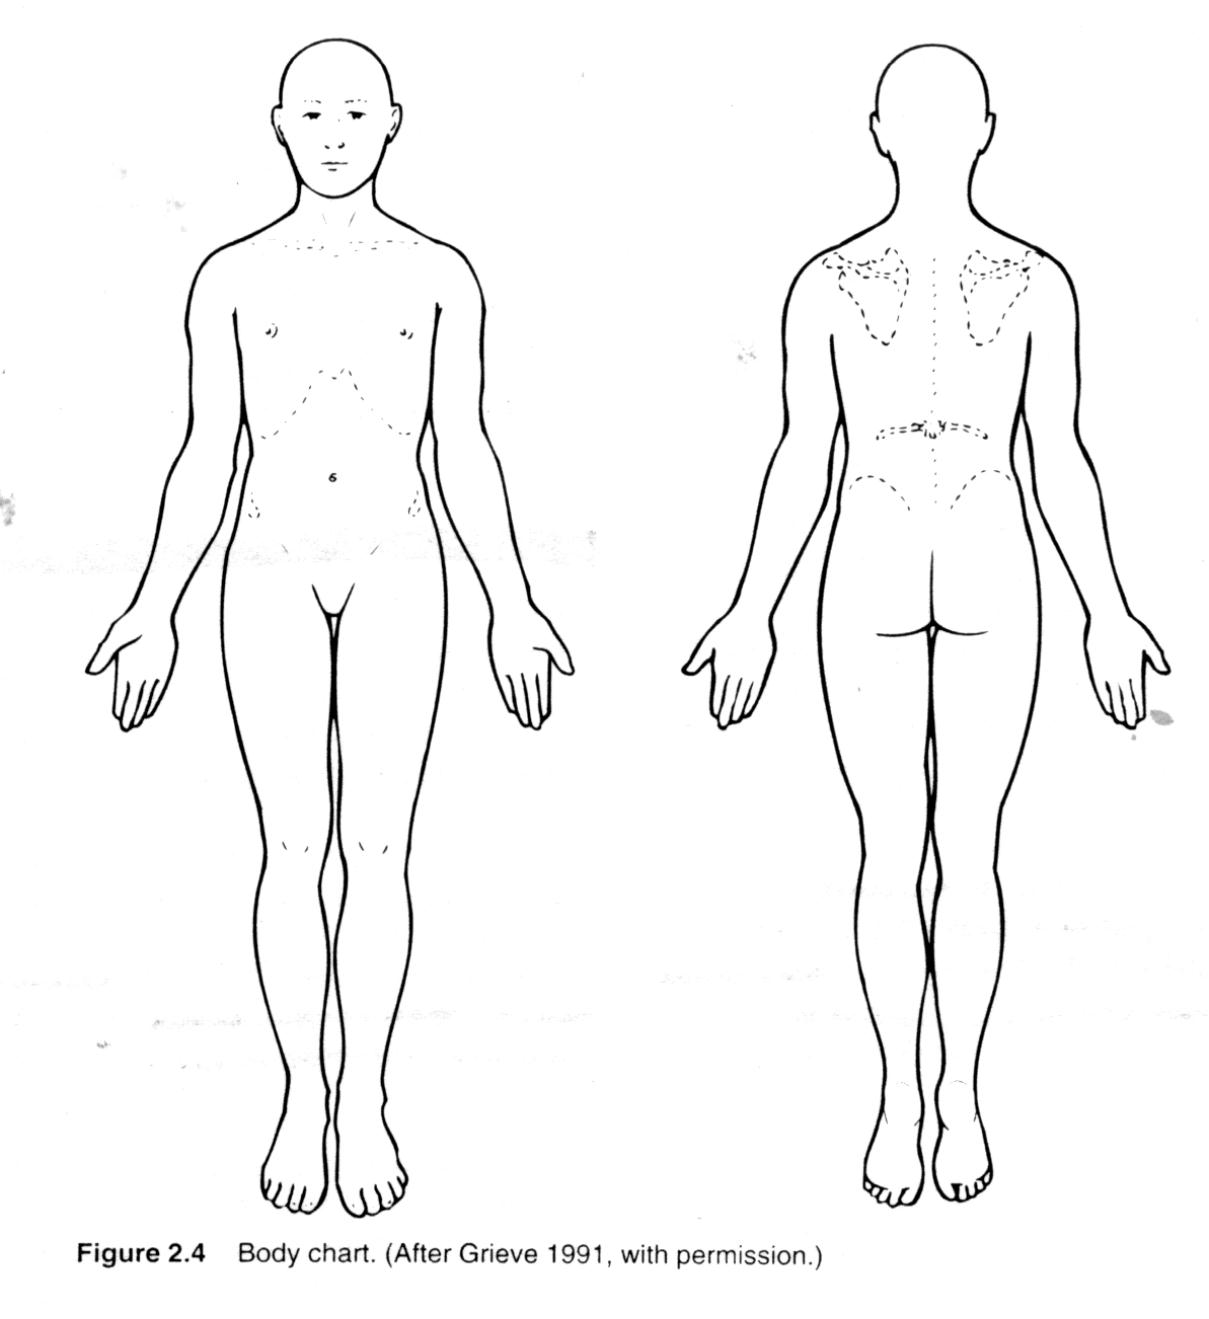 Figure 2.4 Body chart. (After Grieve 1991, with permission.)